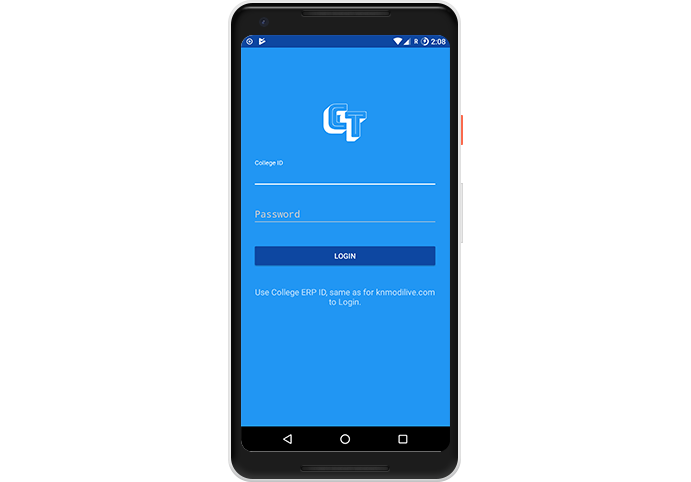 R 2:08
CT
College ID
Password
LOGIN
Use College ERP ID, same as for knmodilive.com
to Login.